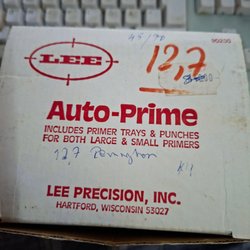 45/70
90230
LEE
12,7
Auto-Prime
INCLUDES PRIMER TRAYS & PUNCHES
FOR BOTH LARGE & SMALL PRIMERS
12,7 Remington
LEE PRECISION, INC.
HARTFORD, WISCONSIN 53027